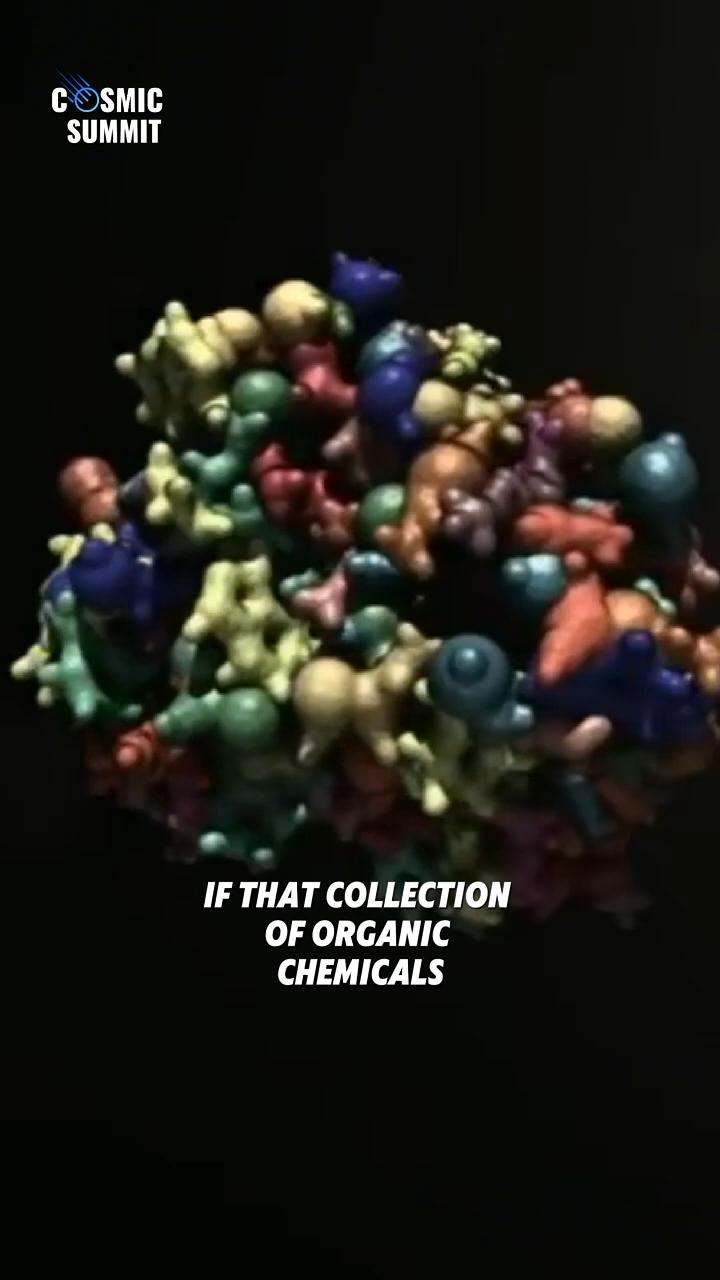 COSMIC
SUMMIT
IF THAT COLLECTION
OF ORGANIC
CHEMICALS